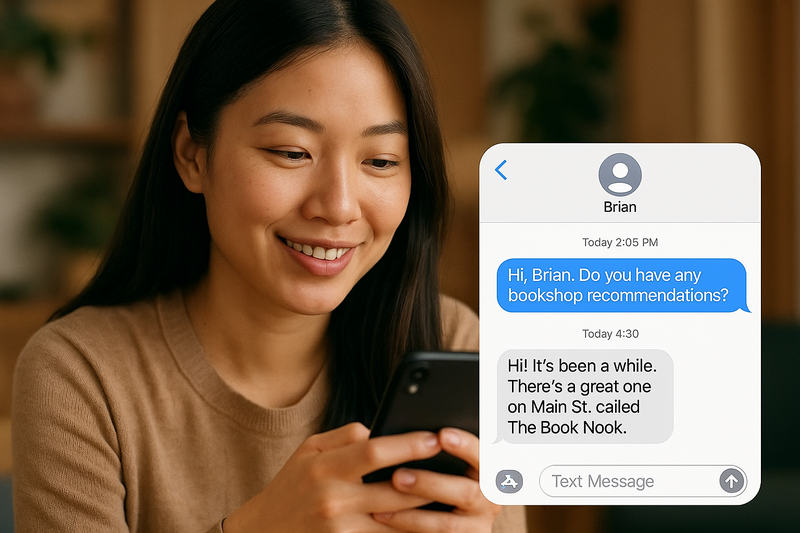 Brian
Today 2:05 PM
Hi, Brian. Do you have any
bookshop recommendations?
Today 4:30
Hi! It's been a while.
There's a great one
on Main St. cailed
The Book Nook.
Text Message